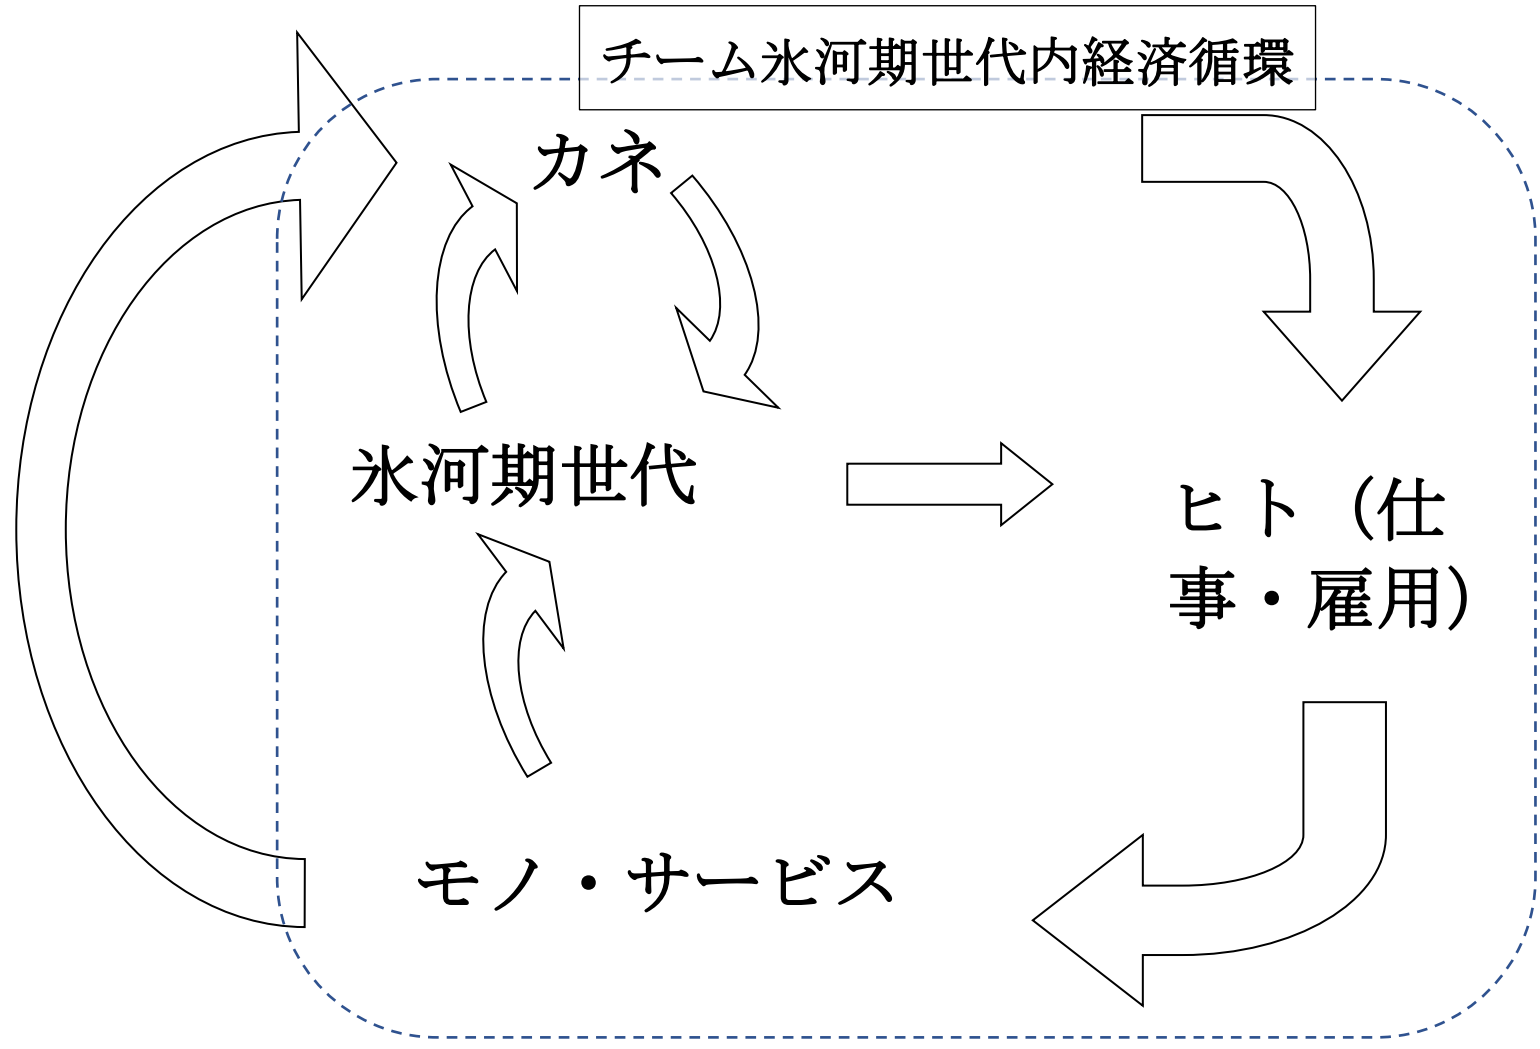 チーム氷河期世代内経済循環
カネ
氷河期世代
ヒト（仕
事・雇用）
モノ・サービス